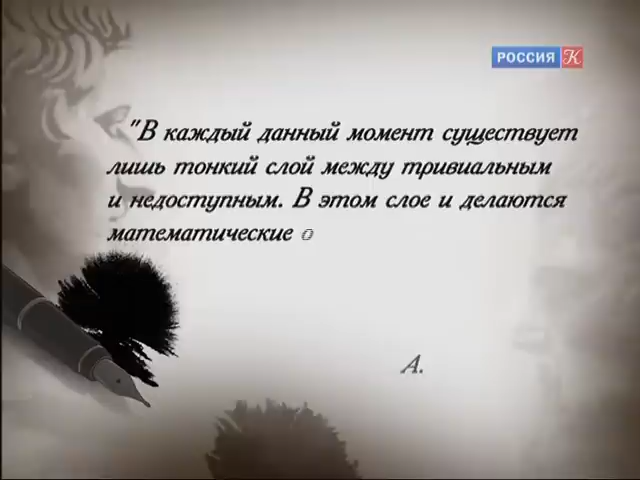 РОССИЯ К
"В каждый данный момент существует
лишь тонкий слой между тривиальным
и недоступным. В этом слое и делаются
математические о
А.